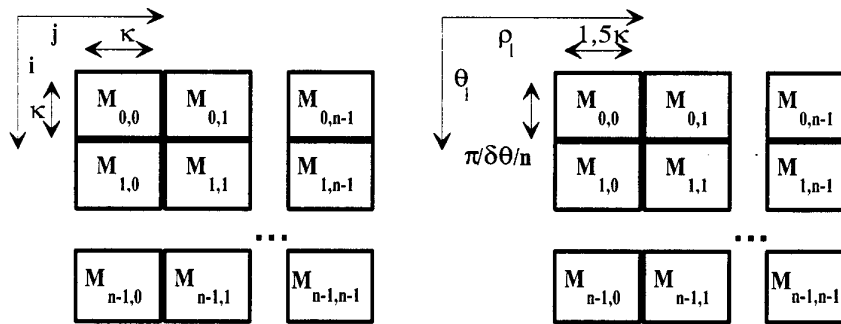 j
κ
i
κ
M0,0 M0,1 M0,n-1
M1,0 M1,1 M1,n-1
...
Mn-1,0 Mn-1,1 Mn-1,n-1
ρl 1,5κ
θl
π/δθ/n
M0,0 M0,1 M0,n-1
M1,0 M1,1 M1,n-1
...
Mn-1,0 Mn-1,1 Mn-1,n-1